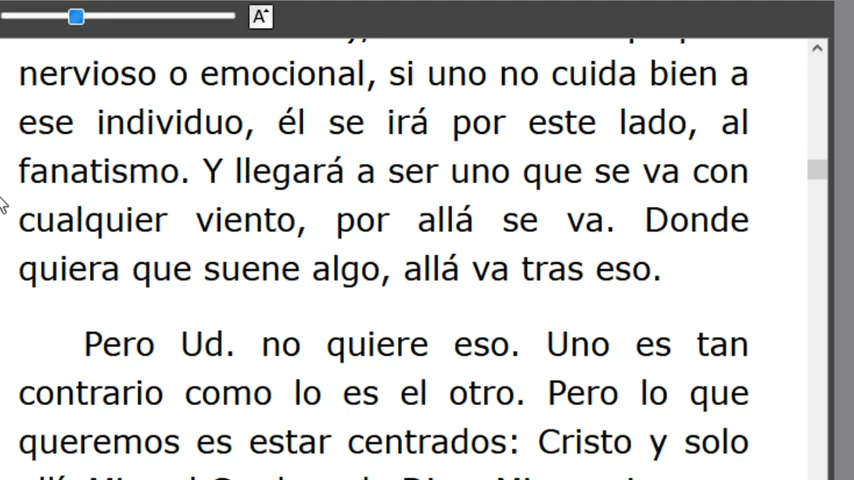 A
nervioso o emocional, si uno no cuida bien a
ese individuo, él se irá por este lado, al
fanatismo. Y llegará a ser uno que se va con
cualquier viento, por allá se va. Donde
quiera que suene algo, allá va tras eso.
Pero Ud. no quiere eso. Uno es tan
contrario como lo es el otro. Pero lo que
queremos es estar centrados: Cristo y solo